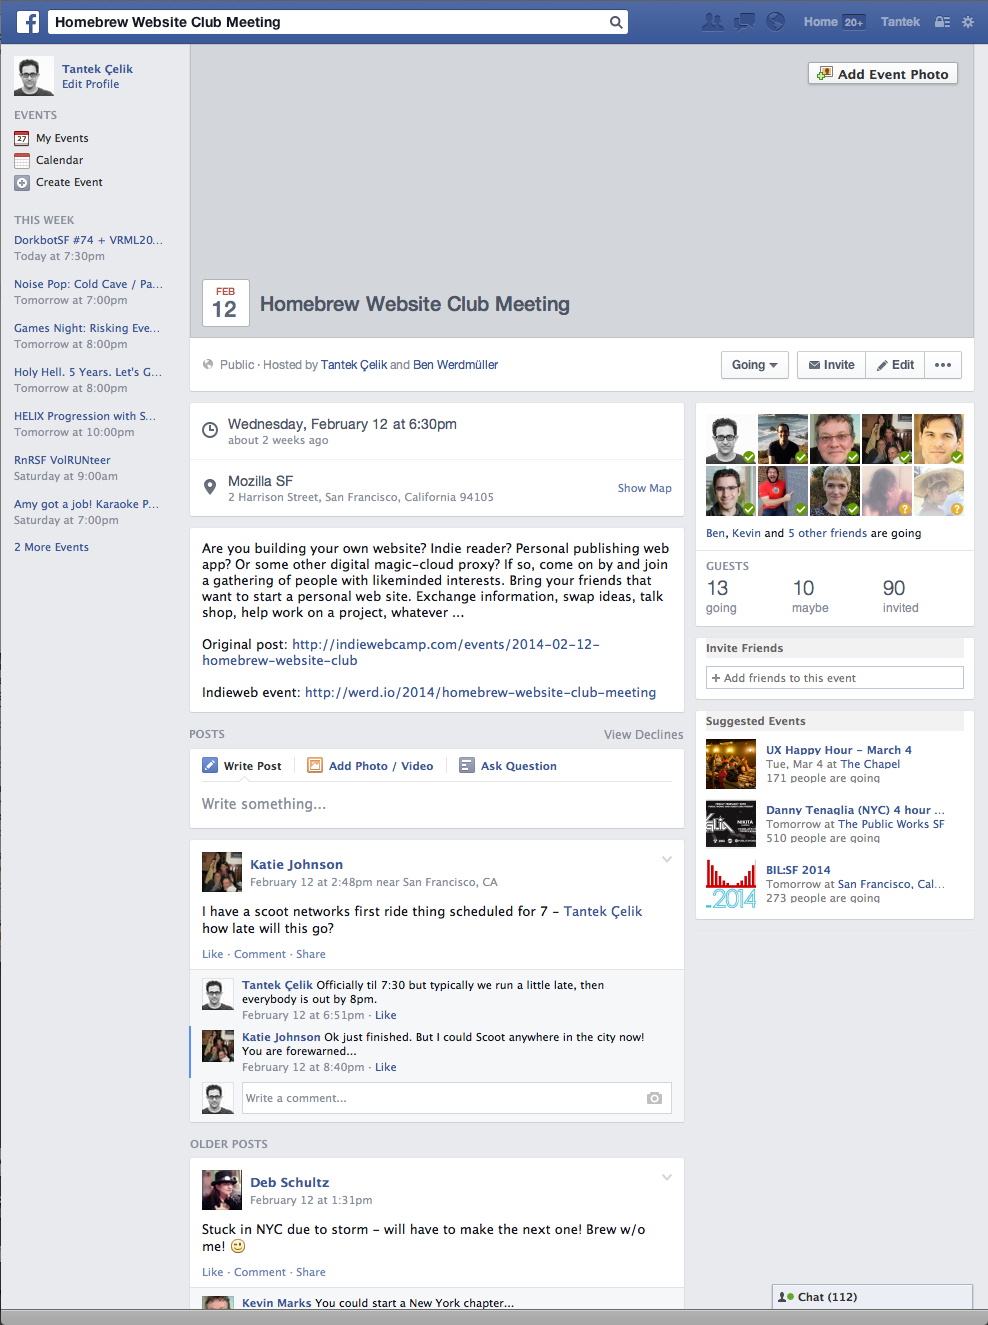 Homebrew Website Club Meeting
Home 20+ Tantek
Tantek Çelik
Edit Profile
EVENTS
27 My Events
Calendar
Create Event
THIS WEEK
DorkbotSF #74 + VRML20...
Today at 7:30pm
Noise Pop: Cold Cave / Pa...
Tomorrow at 7:00pm
Games Night: Risking Eve...
Tomorrow at 8:00pm
Holy Hell. 5 Years. Let's G...
Tomorrow at 8:00pm
HELIX Progression with S...
Tomorrow at 10:00pm
RnRSF VolRUNteer
Saturday at 9:00am
Amy got a job! Karaoke P...
Saturday at 7:00pm
2 More Events
Add Event Photo
FEB
12
Homebrew Website Club Meeting
Public · Hosted by Tantek Çelik and Ben Werdmüller
Going
Invite
Edit
Wednesday, February 12 at 6:30pm
about 2 weeks ago
Mozilla SF
2 Harrison Street, San Francisco, California 94105
Show Map
Are you building your own website? Indie reader? Personal publishing web
app? Or some other digital magic-cloud proxy? If so, come on by and join
a gathering of people with likeminded interests. Bring your friends that
want to start a personal web site. Exchange information, swap ideas, talk
shop, help work on a project, whatever ...
Original post: http://indiewebcamp.com/events/2014-02-12-
homebrew-website-club
Indieweb event: http://werd.io/2014/homebrew-website-club-meeting
POSTS
View Declines
Write Post
Add Photo / Video
Ask Question
Write something...
Katie Johnson
February 12 at 2:48pm near San Francisco, CA
I have a scoot networks first ride thing scheduled for 7 - Tantek Çelik
how late will this go?
Like · Comment · Share
Tantek Çelik Officially til 7:30 but typically we run a little late, then
everybody is out by 8pm.
February 12 at 6:51pm · Like
Katie Johnson Ok just finished. But I could Scoot anywhere in the city now!
You are forewarned...
February 12 at 8:40pm · Like
Write a comment...
OLDER POSTS
Deb Schultz
February 12 at 1:31pm
Stuck in NYC due to storm - will have to make the next one! Brew w/o
me! 😉
Like · Comment · Share
Kevin Marks You could start a New York chapter...
Ben, Kevin and 5 other friends are going
GUESTS
13 10 90
going maybe invited
Invite Friends
+ Add friends to this event
Suggested Events
UX Happy Hour - March 4
Tue, Mar 4 at The Chapel
171 people are going
Danny Tenaglia (NYC) 4 hour ...
Tomorrow at The Public Works SF
510 people are going
NIKITA
BIL:SF 2014
Tomorrow at San Francisco, Cal...
273 people are going
.2014
Chat (112)